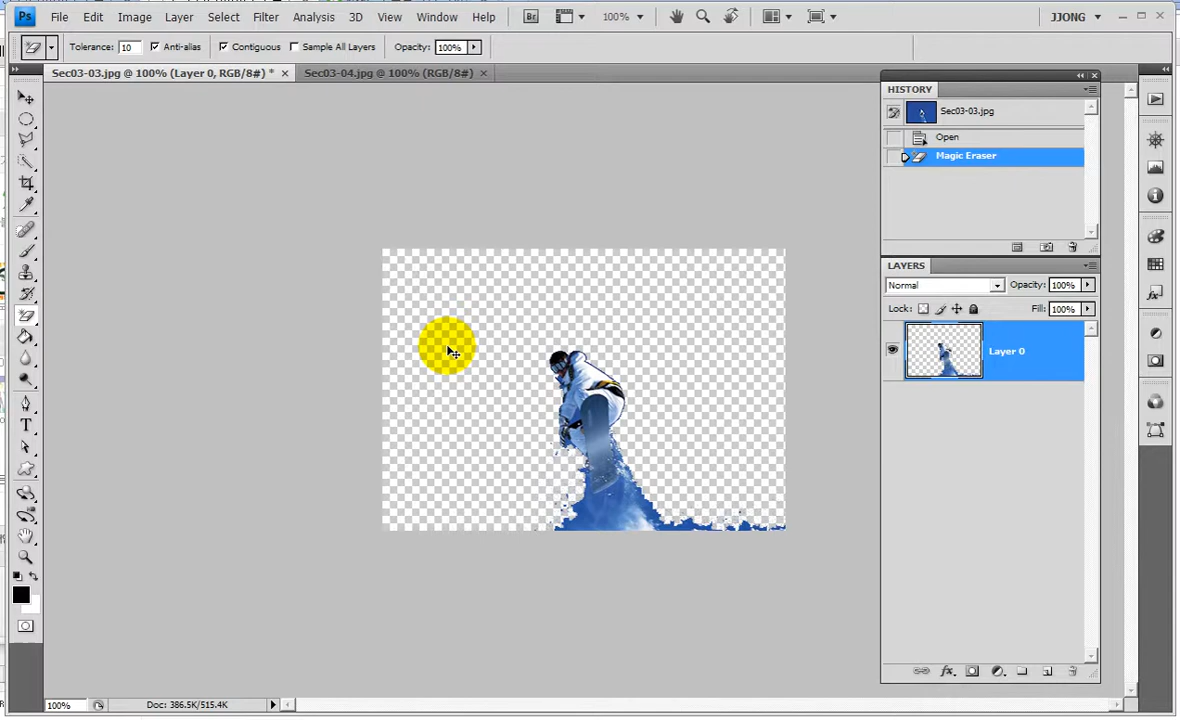 Ps File Edit Image Layer Select Filter Analysis 3D View Window Help Br 100% JJONG
Tolerance: 10 Anti-alias Contiguous Sample All Layers Opacity: 100%
Sec03-03.jpg @ 100% (Layer 0, RGB/8#) * Sec03-04.jpg @ 100% (RGB/8#)
HISTORY
Sec03-03.jpg
Open
Magic Eraser
LAYERS
Normal Opacity: 100%
Lock: Fill: 100%
Layer 0
T
fx
100% Doc: 386.5K/515.4K